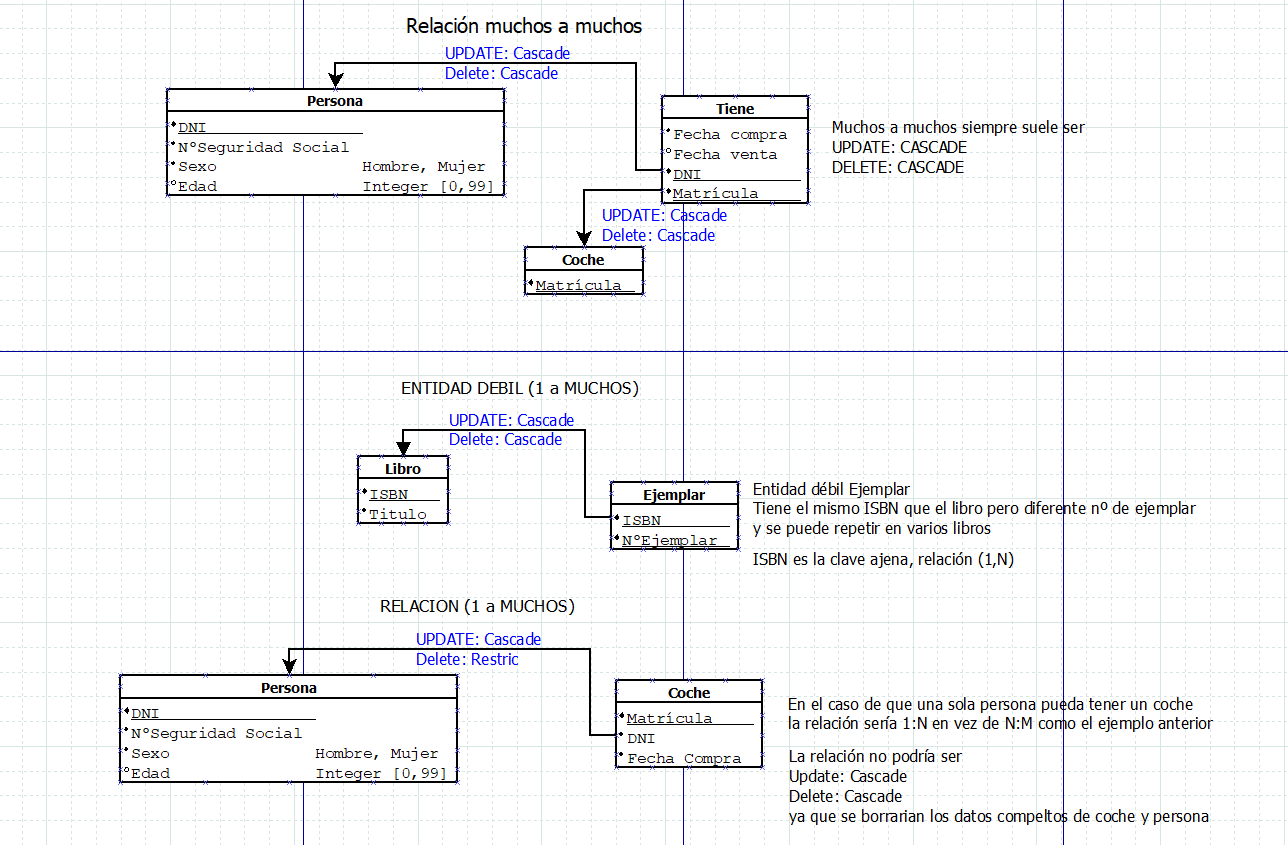 Relación muchos a muchos
UPDATE: Cascade
Delete: Cascade
Persona
DNI
NºSeguridad Social
Sexo Hombre, Mujer
Edad Integer [0,99]
Tiene
Fecha compra
Fecha venta
DNI
Matrícula
Muchos a muchos siempre suele ser
UPDATE: CASCADE
DELETE: CASCADE
UPDATE: Cascade
Delete: Cascade
Coche
Matrícula
ENTIDAD DEBIL (1 a MUCHOS)
UPDATE: Cascade
Delete: Cascade
Libro
ISBN
Titulo
Ejemplar
ISBN
NºEjemplar
Entidad débil Ejemplar
Tiene el mismo ISBN que el libro pero diferente nº de ejemplar
y se puede repetir en varios libros
ISBN es la clave ajena, relación (1,N)
RELACION (1 a MUCHOS)
UPDATE: Cascade
Delete: Restric
Persona
DNI
NºSeguridad Social
Sexo Hombre, Mujer
Edad Integer [0,99]
Coche
Matrícula
DNI
Fecha Compra
En el caso de que una sola persona pueda tener un coche
la relación sería 1:N en vez de N:M como el ejemplo anterior
La relación no podría ser
Update: Cascade
Delete: Cascade
ya que se borrarian los datos compeltos de coche y persona